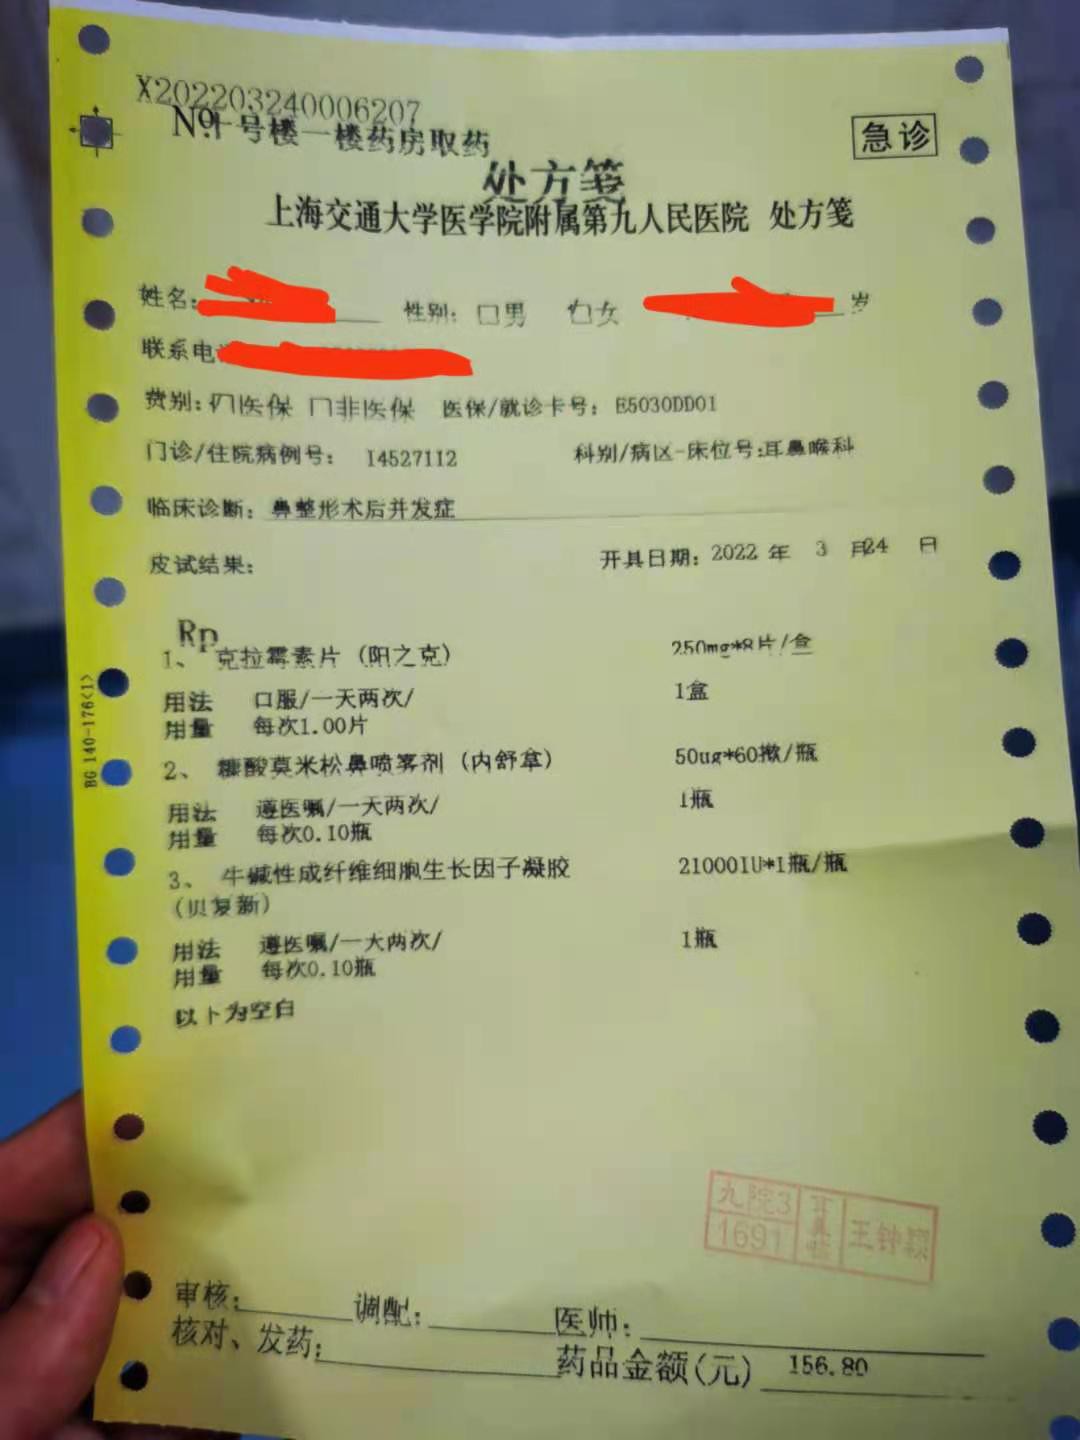 X202203240006207
No十号楼一楼药房取药
急诊
处方笺
上海交通大学医学院附属第九人民医院 处方笺
姓名: 性别: 口男 口女 岁
联系电
费别: 口医保 口非医保 医保/就诊卡号: E5030DD01
门诊/住院病例号: I4527112 科别/病区-床位号:耳鼻喉科
临床诊断: 鼻整形术后并发症
皮试结果: 开具日期: 2022 年 3 月24 日
Rp
1、 克拉霉素片 (阳之克) 250mg*8片/盒
用法 口服/一天两次/ 1盒
用量 每次1.00片
2、 糠酸莫米松鼻喷雾剂 (内舒拿) 50ug*60揿/瓶
用法 遵医嘱/一天两次/ 1瓶
用量 每次0.10瓶
3、 牛碱性成纤维细胞生长因子凝胶 21000IU*1瓶/瓶
(贝复新)
用法 遵医嘱/一天两次/ 1瓶
用量 每次0.10瓶
以下为空白
BG 140-176<1>
九院3 耳鼻喉 王钟颖
1691
审核: 调配: 医师:
核对、发药: 药品金额(元) 156.80